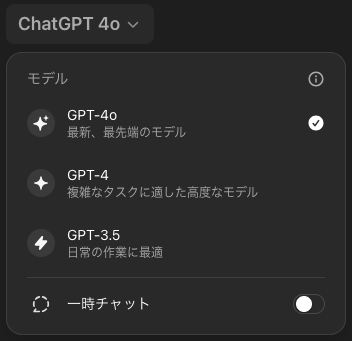 ChatGPT 4o
モデル
GPT-4o
最新、最先端のモデル
GPT-4
複雑なタスクに適した高度なモデル
GPT-3.5
日常の作業に最適
一時チャット